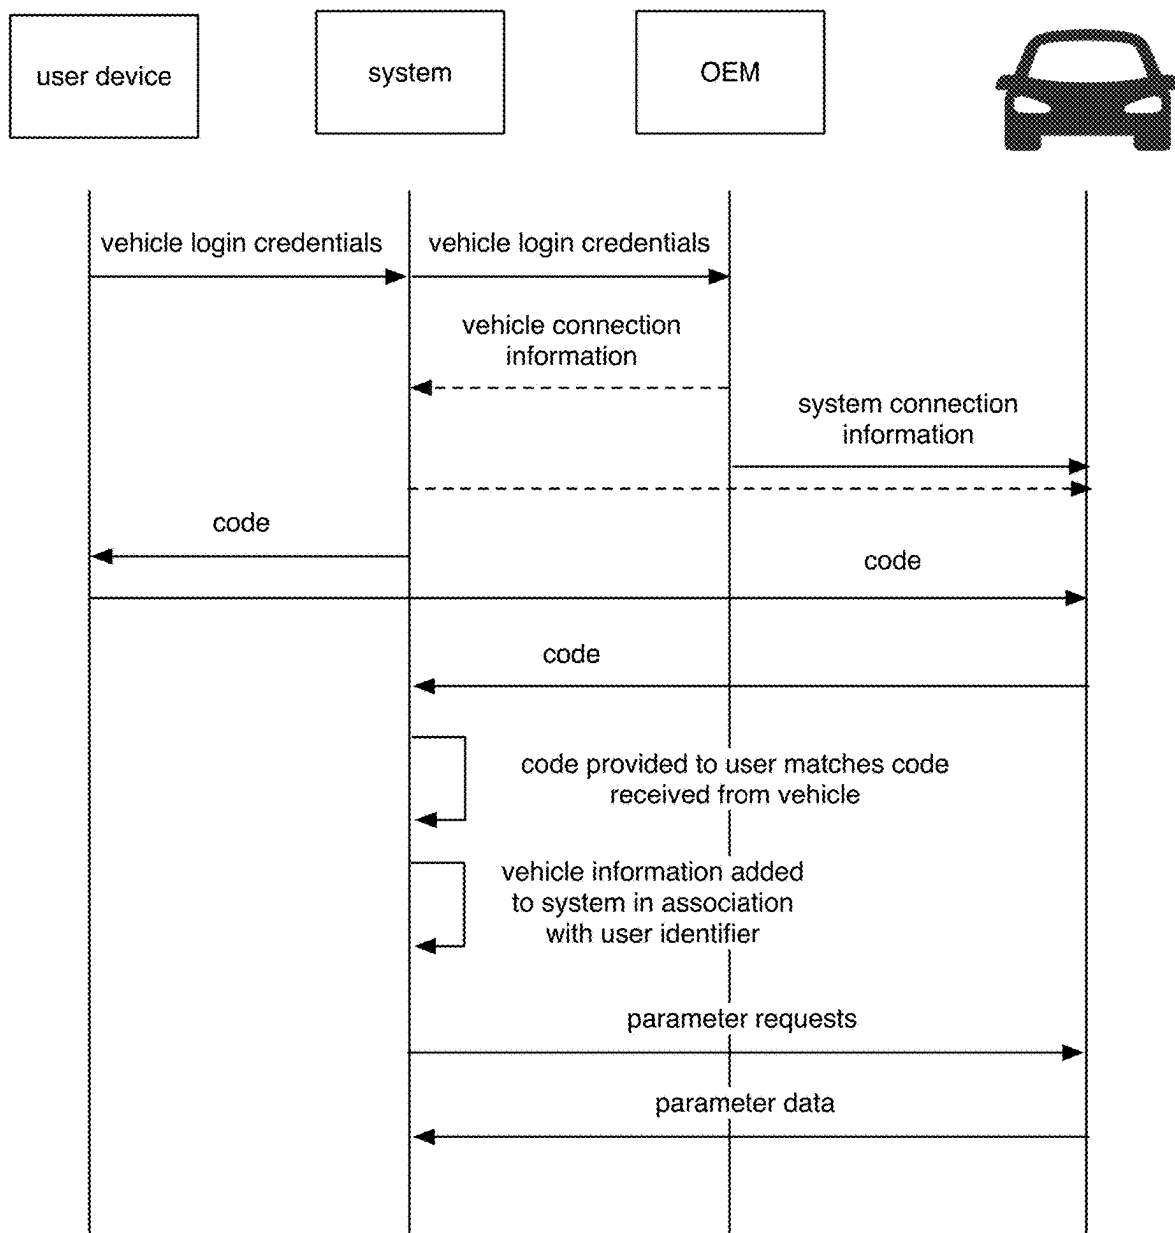 user device
system
OEM
vehicle login credentials
vehicle login credentials
vehicle connection
information
system connection
information
code
code
code
code provided to user matches code
received from vehicle
vehicle information added
to system in association
with user identifier
parameter requests
parameter data